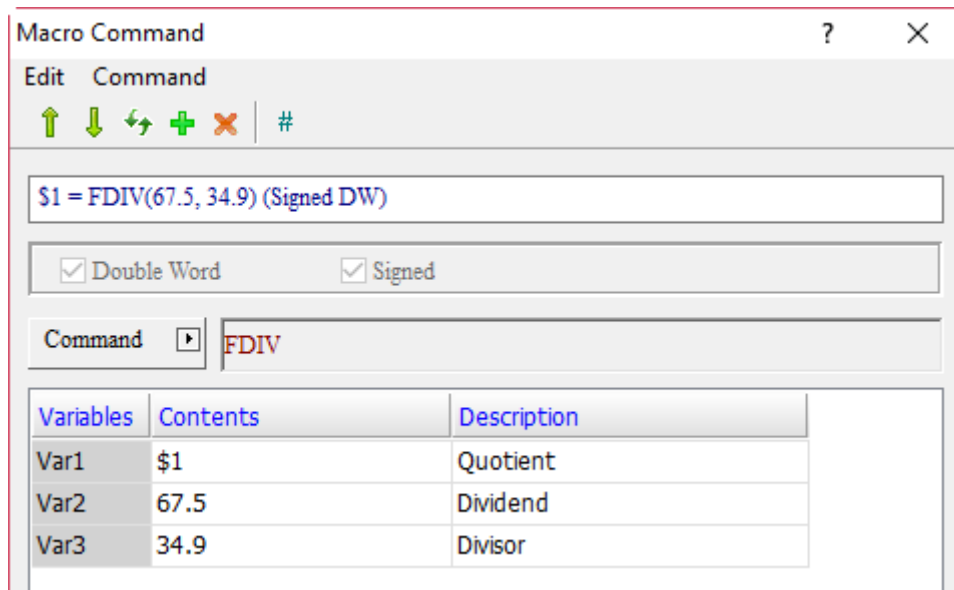 Macro Command ?
Edit Command
#
$1 = FDIV(67.5, 34.9) (Signed DW)
Double Word Signed
Command FDIV
Variables Contents Description
Var1 $1 Quotient
Var2 67.5 Dividend
Var3 34.9 Divisor